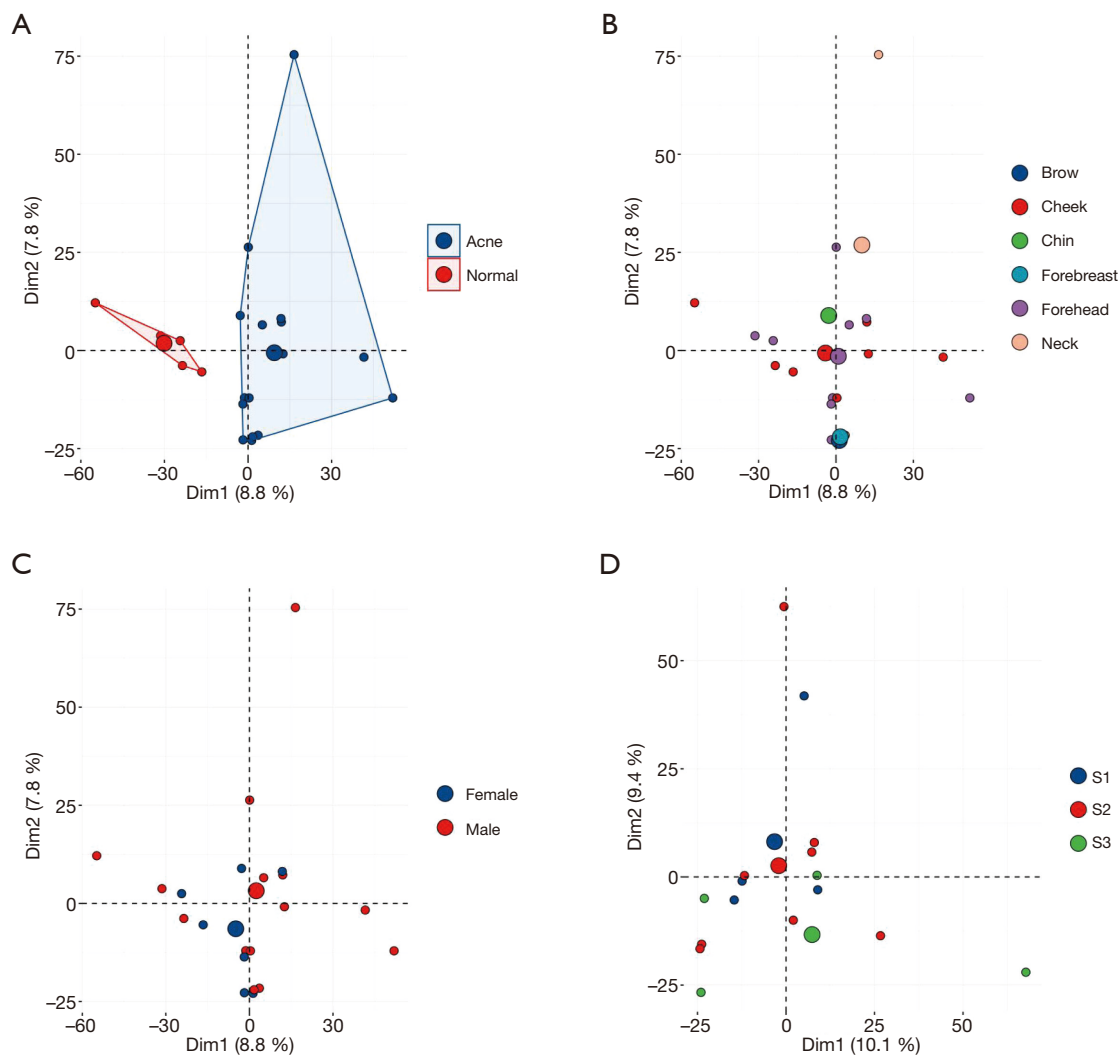 A
75
50
25
0
−25
−60
−30
0
30
Dim1 (8.8 %)
Dim2 (7.8 %)
Acne
Normal
B
75
50
25
0
−25
−60
−30
0
30
Dim1 (8.8 %)
Dim2 (7.8 %)
Brow
Cheek
Chin
Forebreast
Forehead
Neck
C
75
50
25
0
−25
−60
−30
0
30
Dim1 (8.8 %)
Dim2 (7.8 %)
Female
Male
D
50
25
0
−25
−25
0
25
50
Dim1 (10.1 %)
Dim2 (9.4 %)
S1
S2
S3